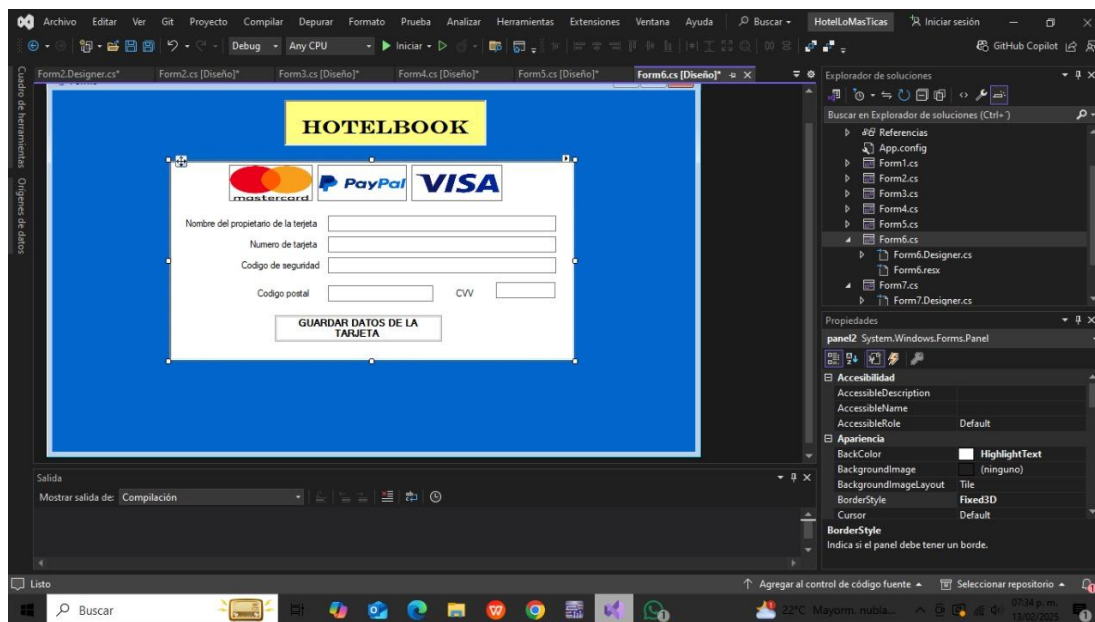 Archivo Editar Ver Git Proyecto Compilar Depurar Formato Prueba Analizar Herramientas Extensiones Ventana Ayuda Buscar HotelLoMasTicas Iniciar sesión
Debug Any CPU Iniciar GitHub Copilot
Cuadro de herramientas
Orígenes de datos
Form2.Designer.cs* Form2.cs [Diseño]* Form3.cs [Diseño]* Form4.cs [Diseño]* Form5.cs [Diseño]* Form6.cs [Diseño]*
HOTELBOOK
mastercard PayPal VISA
Nombre del propietario de la terjeta
Numero de tarjeta
Codigo de seguridad
Codigo postal CVV
GUARDAR DATOS DE LA
TARJETA
Explorador de soluciones
Buscar en Explorador de soluciones (Ctrl+´)
Referencias
App.config
Form1.cs
Form2.cs
Form3.cs
Form4.cs
Form5.cs
Form6.cs
Form6.Designer.cs
Form6.resx
Form7.cs
Form7.Designer.cs
Propiedades
panel2 System.Windows.Forms.Panel
Accesibilidad
AccessibleDescription
AccessibleName
AccessibleRole Default
Apariencia
BackColor HighlightText
BackgroundImage (ninguno)
BackgroundImageLayout Tile
BorderStyle Fixed3D
Cursor Default
BorderStyle
Indica si el panel debe tener un borde.
Salida
Mostrar salida de: Compilación
Listo Agregar al control de código fuente Seleccionar repositorio
Buscar 22°C Mayorm. nubla... 07:34 p. m.
13/02/2025